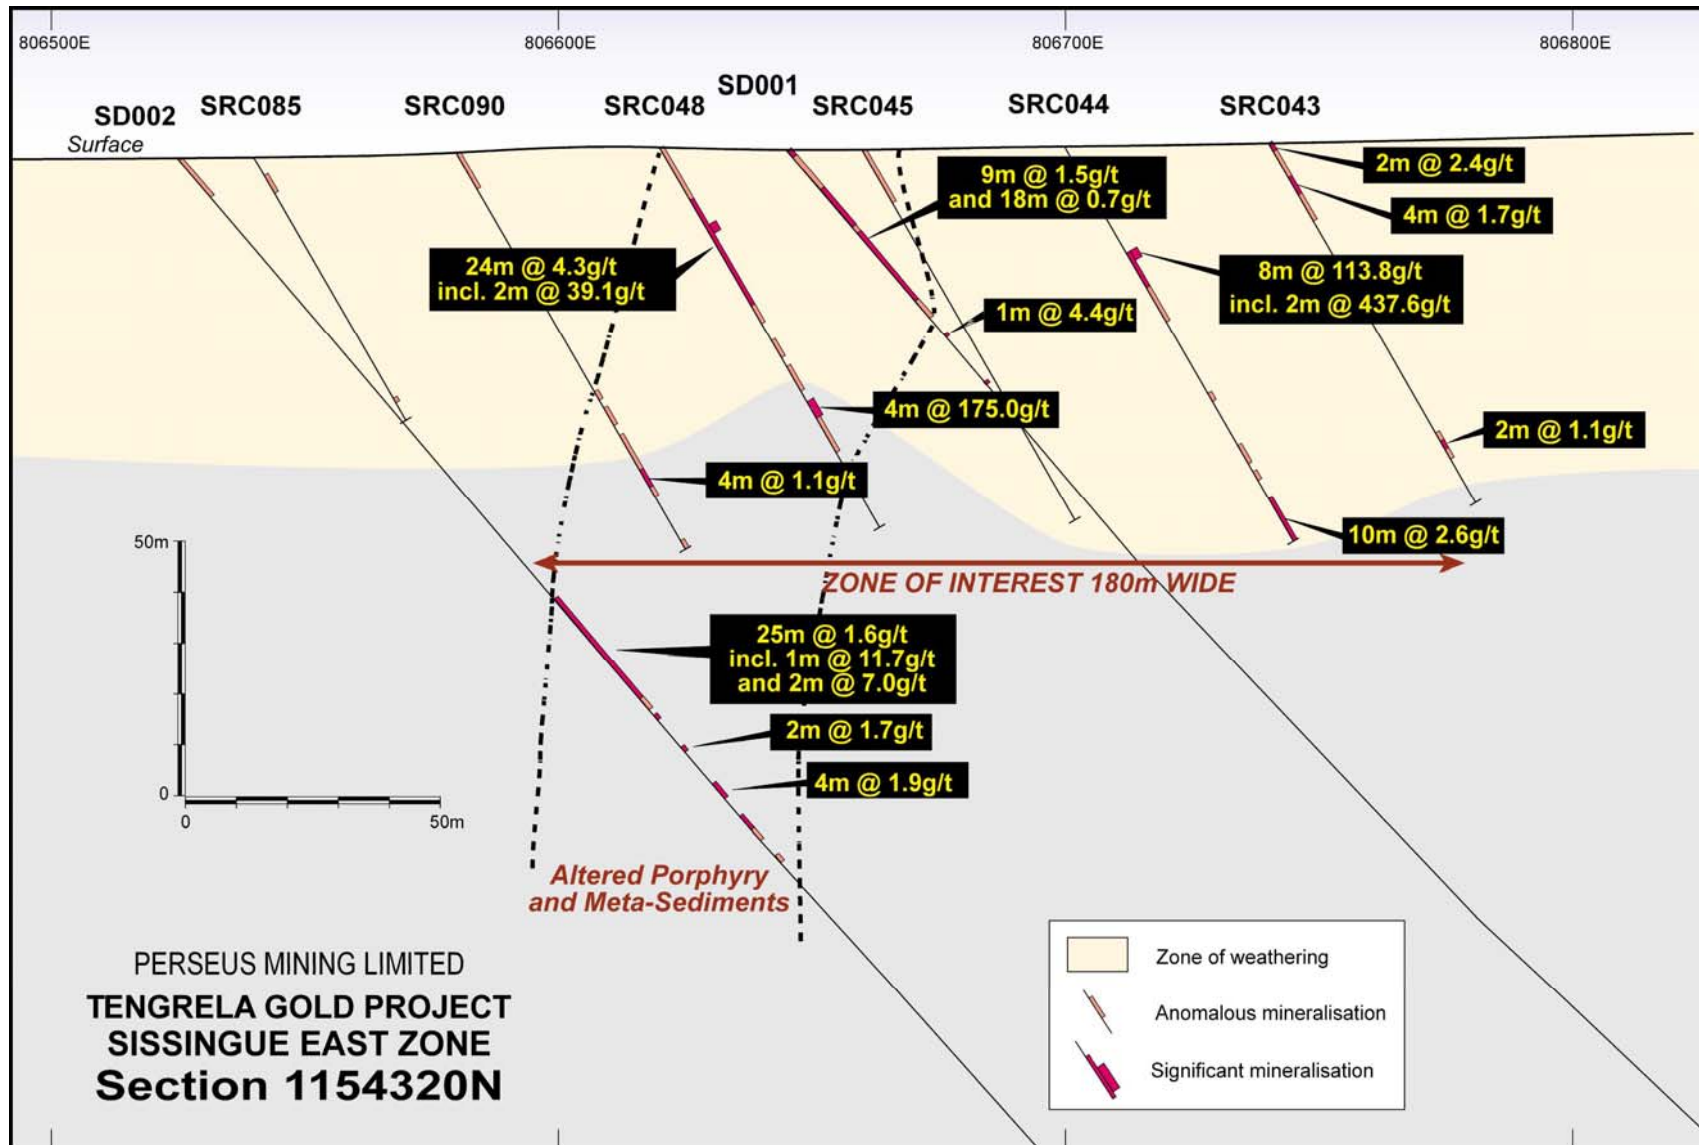 806500E
806600E
806700E
806800E
SD002
SRC085
SRC090
SRC048
SD001
SRC045
SRC044
SRC043
Surface
2m @ 2.4g/t
9m @ 1.5g/t
and 18m @ 0.7g/t
4m @ 1.7g/t
24m @ 4.3g/t
incl. 2m @ 39.1g/t
8m @ 113.8g/t
incl. 2m @ 437.6g/t
1m @ 4.4g/t
4m @ 175.0g/t
2m @ 1.1g/t
4m @ 1.1g/t
10m @ 2.6g/t
50m
0
0
50m
ZONE OF INTEREST 180m WIDE
25m @ 1.6g/t
incl. 1m @ 11.7g/t
and 2m @ 7.0g/t
2m @ 1.7g/t
4m @ 1.9g/t
Altered Porphyry
and Meta-Sediments
PERSEUS MINING LIMITED
TENGRELA GOLD PROJECT
SISSINGUE EAST ZONE
Section 1154320N
Zone of weathering
Anomalous mineralisation
Significant mineralisation